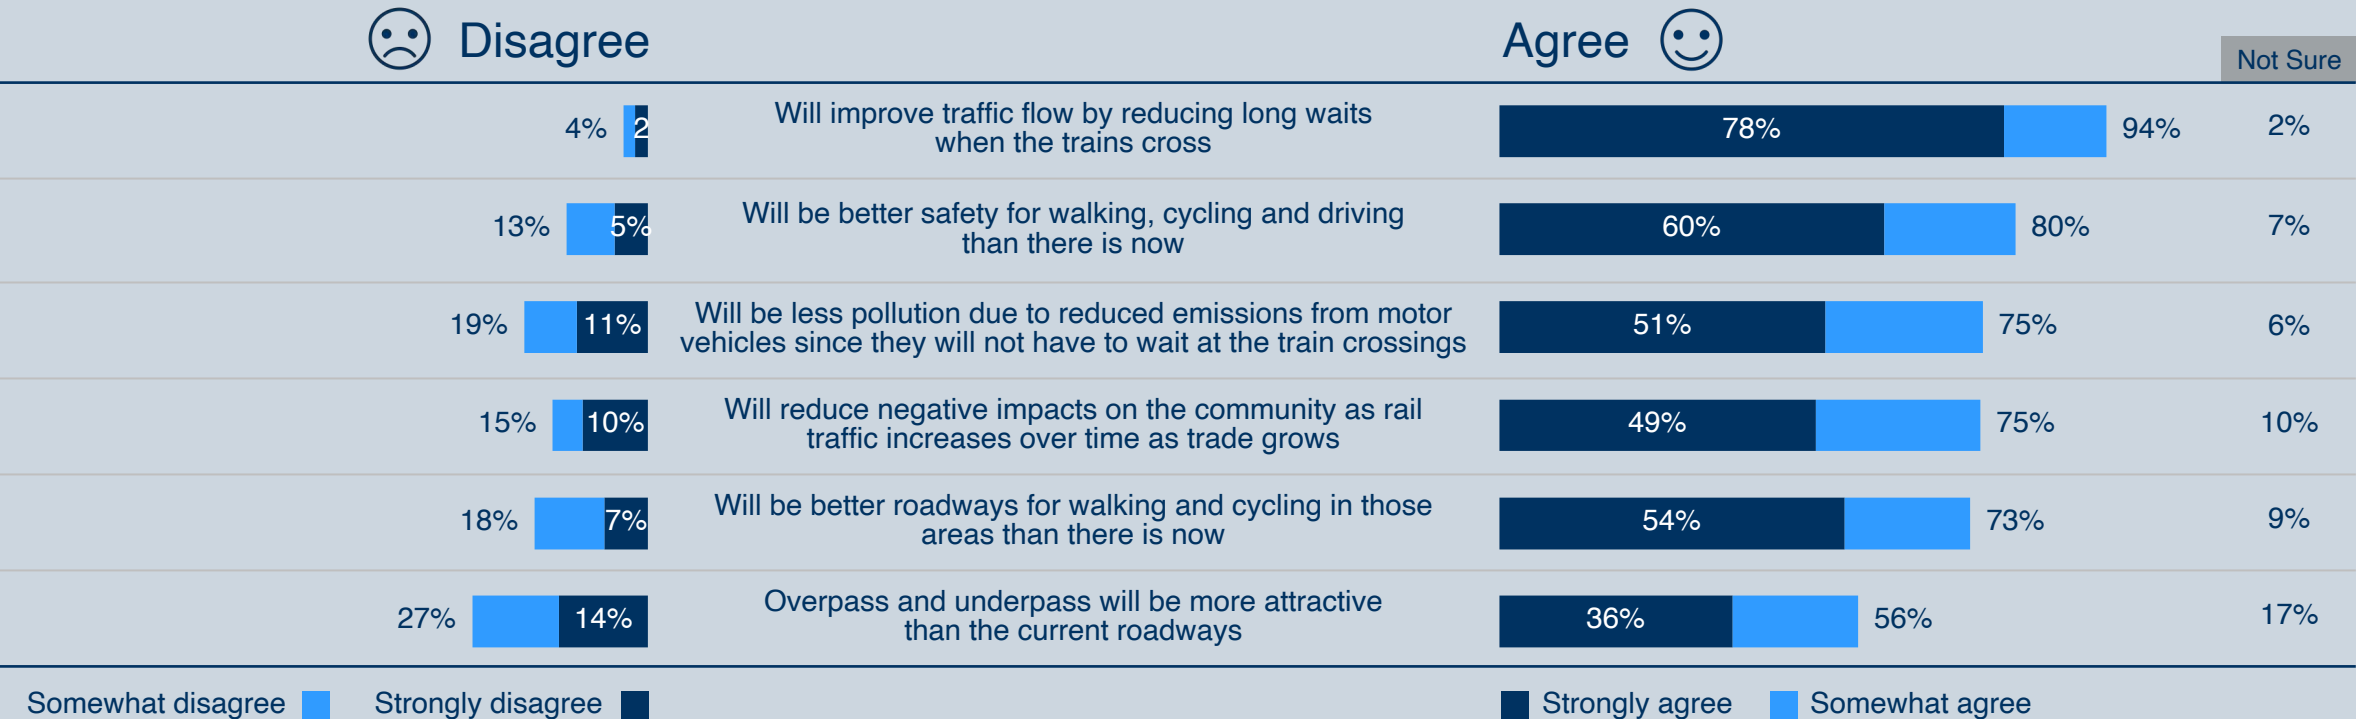 Disagree
Agree
Not Sure
4%
2
Will improve traffic flow by reducing long waits
when the trains cross
78%
94%
2%
13%
5%
Will be better safety for walking, cycling and driving
than there is now
60%
80%
7%
19%
11%
Will be less pollution due to reduced emissions from motor
vehicles since they will not have to wait at the train crossings
51%
75%
6%
15%
10%
Will reduce negative impacts on the community as rail
traffic increases over time as trade grows
49%
75%
10%
18%
7%
Will be better roadways for walking and cycling in those
areas than there is now
54%
73%
9%
27%
14%
Overpass and underpass will be more attractive
than the current roadways
36%
56%
17%
Somewhat disagree
Strongly disagree
Strongly agree
Somewhat agree